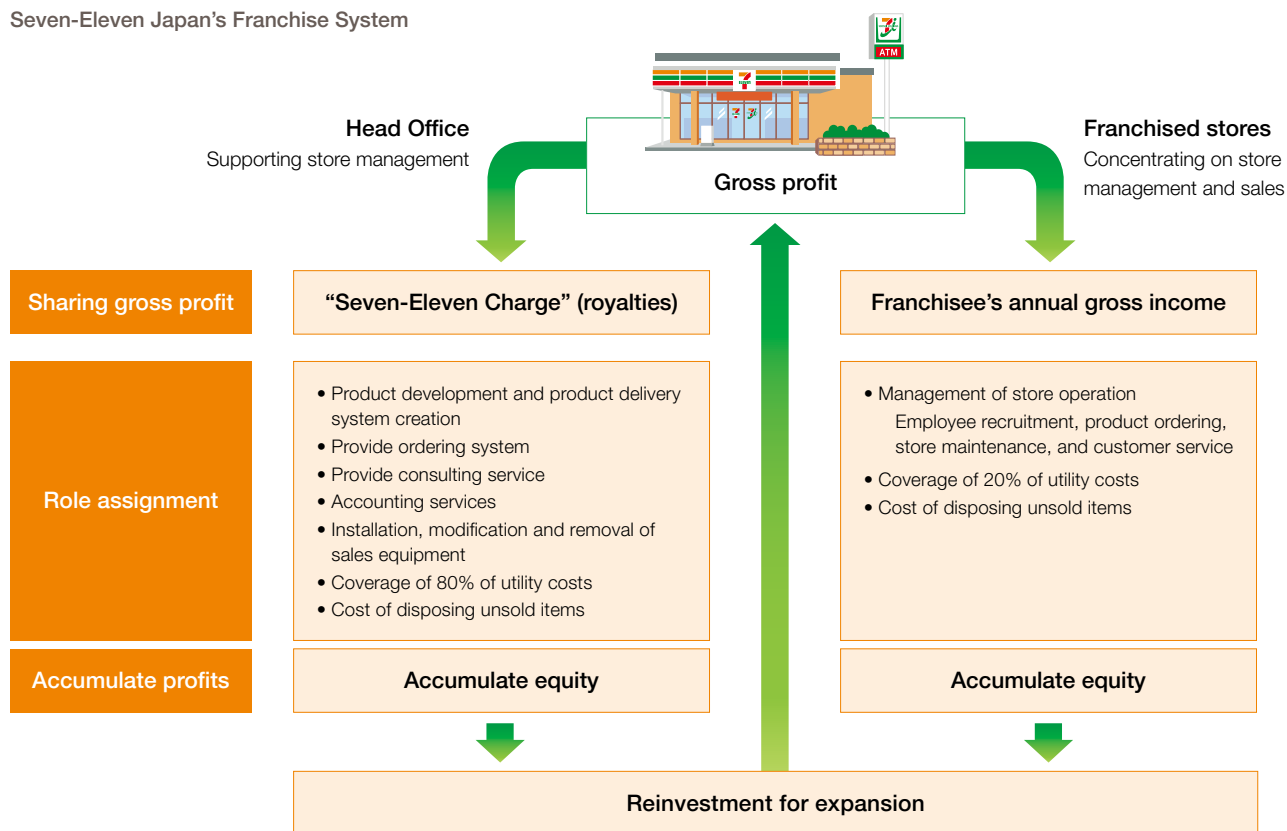 Seven-Eleven Japan's Franchise System
7
ELEVEN
ATM
Head Office
Supporting store management
Franchised stores
Concentrating on store
management and sales
Gross profit
Sharing gross profit
“Seven-Eleven Charge” (royalties)
Franchisee's annual gross income
Role assignment
• Product development and product delivery
system creation
• Provide ordering system
• Provide consulting service
• Accounting services
• Installation, modification and removal of
sales equipment
• Coverage of 80% of utility costs
• Cost of disposing unsold items
• Management of store operation
Employee recruitment, product ordering,
store maintenance, and customer service
• Coverage of 20% of utility costs
• Cost of disposing unsold items
Accumulate profits
Accumulate equity
Accumulate equity
Reinvestment for expansion